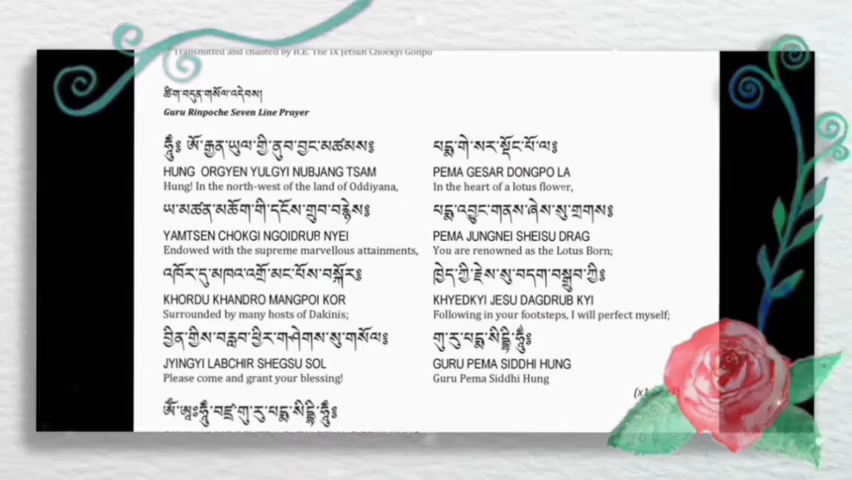 Transmitted and chanted by H.E. The IX Jetsun Choekyi Gonpo
ཚིག་བདུན་གསོལ་འདེབས།
Guru Rinpoche Seven Line Prayer
ཧཱུྃ༔ ཨོ་རྒྱན་ཡུལ་གྱི་ནུབ་བྱང་མཚམས༔
པདྨ་གེ་སར་སྡོང་པོ་ལ༔
HUNG ORGYEN YULGYI NUBJANG TSAM
PEMA GESAR DONGPO LA
Hung! In the north-west of the land of Oddiyana,
In the heart of a lotus flower,
ཡ་མཚན་མཆོག་གི་དངོས་གྲུབ་བརྙེས༔
པདྨ་འབྱུང་གནས་ཞེས་སུ་གྲགས༔
YAMTSEN CHOKGI NGOIDRUB NYEI
PEMA JUNGNEI SHEISU DRAG
Endowed with the supreme marvellous attainments,
You are renowned as the Lotus Born;
འཁོར་དུ་མཁའ་འགྲོ་མང་པོས་བསྐོར༔
ཁྱེད་ཀྱི་རྗེས་སུ་བདག་བསྒྲུབ་ཀྱི༔
KHORDU KHANDRO MANGPOI KOR
KHYEDKYI JESU DAGDRUB KYI
Surrounded by many hosts of Dakinis;
Following in your footsteps, I will perfect myself;
བྱིན་གྱིས་བརླབ་ཕྱིར་གཤེགས་སུ་གསོལ༔
གུ་རུ་པདྨ་སིདྡྷི་ཧཱུྃ༔
JYINGYI LABCHIR SHEGSU SOL
GURU PEMA SIDDHI HUNG
Please come and grant your blessing!
Guru Pema Siddhi Hung
ཨོཾ་ཨཱཿཧཱུྃ་བཛྲ་གུ་རུ་པདྨ་སིདྡྷི་ཧཱུྃ༔